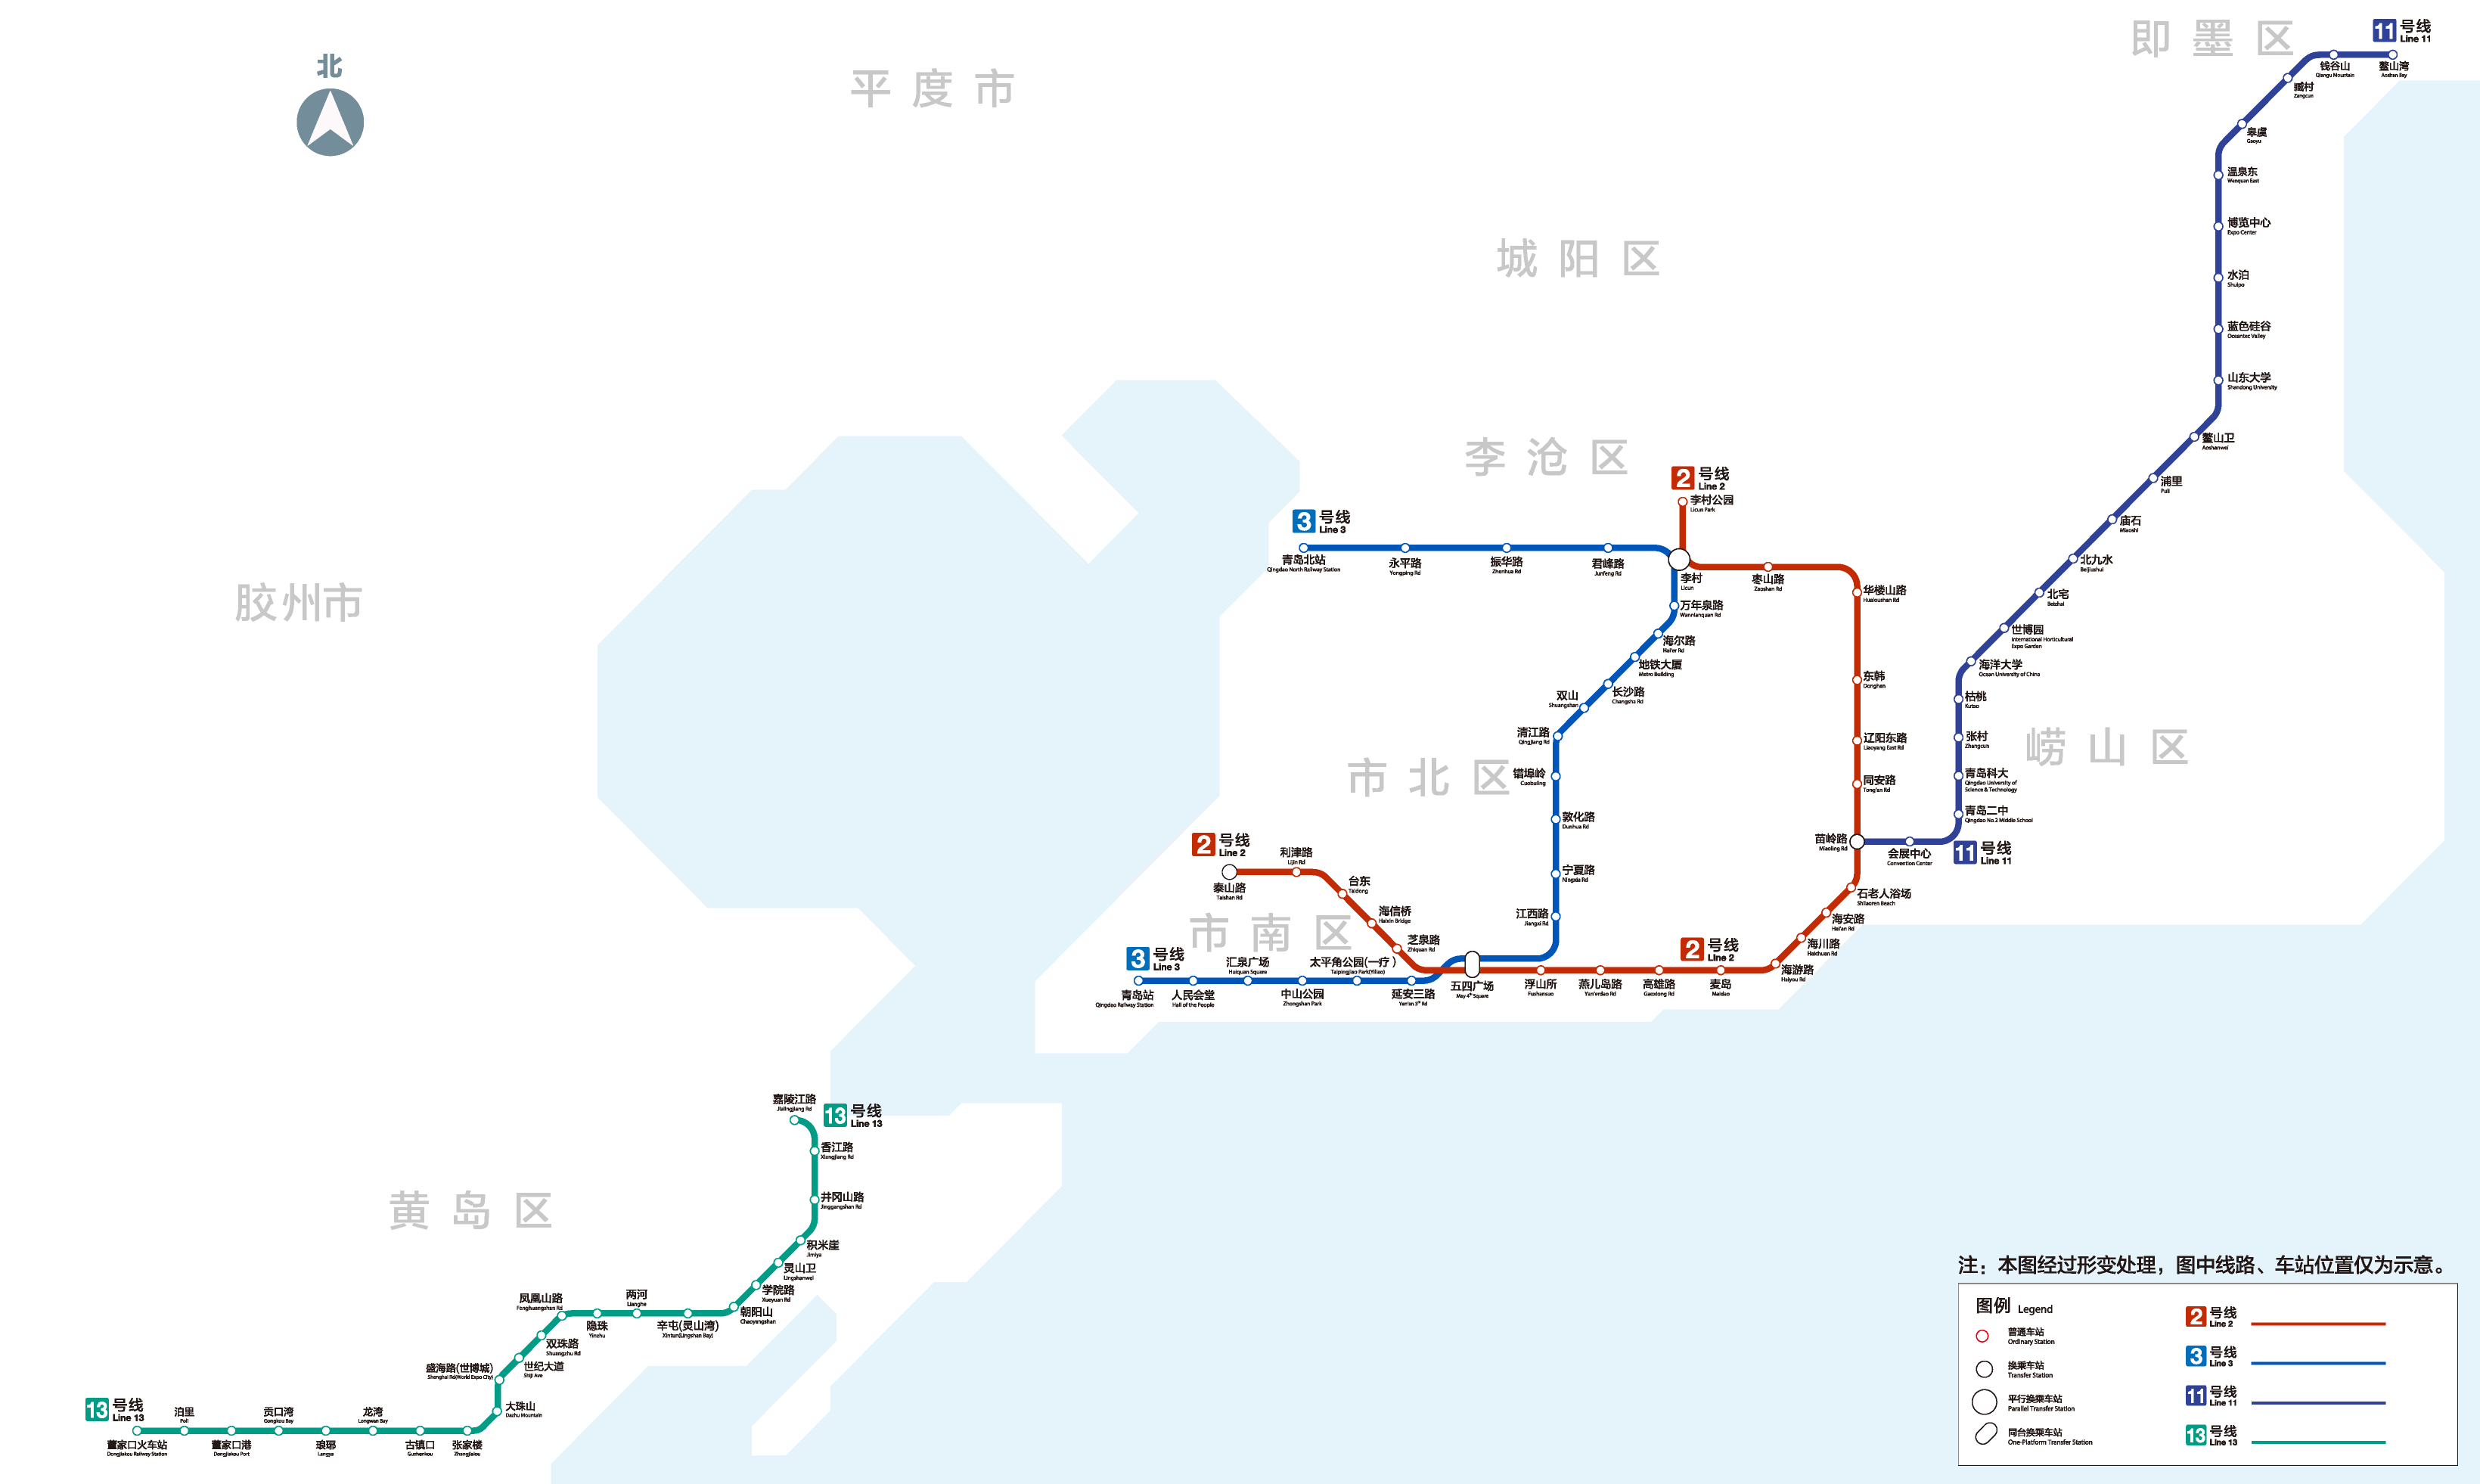 北
平 度 市
即 墨 区
城 阳 区
李 沧 区
胶州市
市 北 区
崂 山 区
市 南 区
黄 岛 区
11 号线
Line 11
鳌山湾
Aoshan Bay
钱谷山
Qiangu Mountain
臧村
Zangcun
皋虞
Gaoyu
温泉东
Wenquan East
博览中心
Expo Center
水泊
Shuipo
蓝色硅谷
Oceantec Valley
山东大学
Shandong University
鳌山卫
Aoshanwei
浦里
Puli
庙石
Miaoshi
北九水
Beijiushui
北宅
Beizhai
世博园
International Horticultural
Expo Garden
海洋大学
Ocean University of China
枯桃
Kutao
张村
Zhangcun
青岛科大
Qingdao University of
Science & Technology
青岛二中
Qingdao No.2 Middle School
11 号线
Line 11
会展中心
Convention Center
苗岭路
Miaoling Rd
2 号线
Line 2
李村公园
Licun Park
李村
Licun
枣山路
Zaoshan Rd
华楼山路
Hualoushan Rd
东韩
Donghan
辽阳东路
Liaoyang East Rd
同安路
Tong'an Rd
石老人浴场
Shilaoren Beach
海安路
Hai'an Rd
海川路
Haichuan Rd
海游路
Haiyou Rd
2 号线
Line 2
麦岛
Maidao
高雄路
Gaoxiong Rd
燕儿岛路
Yan'erdao Rd
浮山所
Fushansuo
五四广场
May 4th Square
芝泉路
Zhiquan Rd
海信桥
Haixin Bridge
台东
Taidong
利津路
Lijin Rd
泰山路
Taishan Rd
2 号线
Line 2
3 号线
Line 3
青岛北站
Qingdao North Railway Station
永平路
Yongping Rd
振华路
Zhenhua Rd
君峰路
Junfeng Rd
万年泉路
Wannianquan Rd
海尔路
Hai'er Rd
地铁大厦
Metro Building
长沙路
Changsha Rd
双山
Shuangshan
清江路
Qingjiang Rd
错埠岭
Cuobuling
敦化路
Dunhua Rd
宁夏路
Ningxia Rd
江西路
Jiangxi Rd
延安三路
Yan'an 3rd Rd
太平角公园(一疗)
Taipingjiao Park(Yiliao)
中山公园
Zhongshan Park
汇泉广场
Huiquan Square
人民会堂
Hall of the People
青岛站
Qingdao Railway Station
3 号线
Line 3
嘉陵江路
Jialingjiang Rd
13 号线
Line 13
香江路
Xiangjiang Rd
井冈山路
Jinggangshan Rd
积米崖
Jimiya
灵山卫
Lingshanwei
学院路
Xueyuan Rd
朝阳山
Chaoyangshan
辛屯(灵山湾)
Xintun(Lingshan Bay)
两河
Lianghe
隐珠
Yinzhu
凤凰山路
Fenghuangshan Rd
双珠路
Shuangzhu Rd
世纪大道
Shiji Ave
盛海路(世博城)
Shenghai Rd(World Expo City)
大珠山
Dazhu Mountain
张家楼
Zhangjialou
古镇口
Guzhenkou
龙湾
Longwan Bay
琅琊
Langya
贡口湾
Gongkou Bay
董家口港
Dongjiakou Port
泊里
Poli
董家口火车站
Dongjiakou Railway Station
13 号线
Line 13
注：本图经过形变处理，图中线路、车站位置仅为示意。
图例 Legend
普通车站
Ordinary Station
换乘车站
Transfer Station
平行换乘车站
Parallel Transfer Station
同台换乘车站
One-Platform Transfer Station
2 号线
Line 2
3 号线
Line 3
11 号线
Line 11
13 号线
Line 13